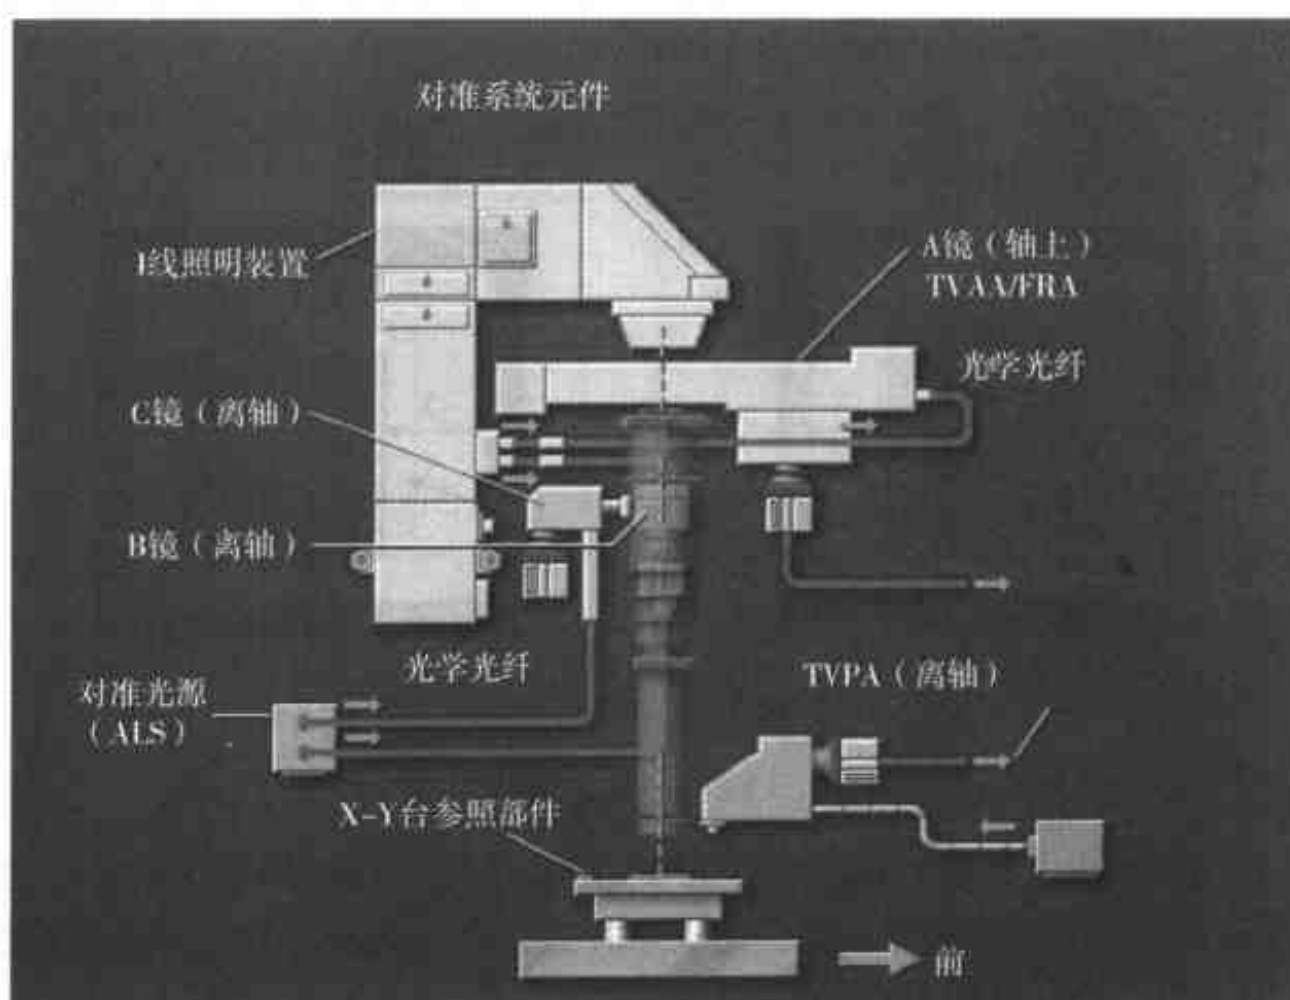 对准系统元件
I线照明装置
A镜（轴上）
TVAA/FRA
光学光纤
C镜（离轴）
B镜（离轴）
光学光纤
TVPA（离轴）
对准光源
（ALS）
X-Y台参照部件
前